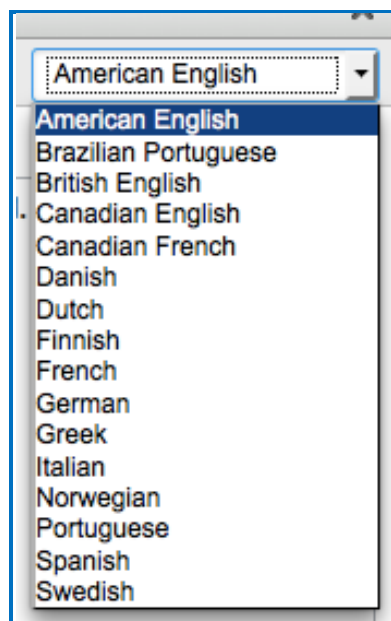 American English
American English
Brazilian Portuguese
British English
Canadian English
Canadian French
Danish
Dutch
Finnish
French
German
Greek
Italian
Norwegian
Portuguese
Spanish
Swedish